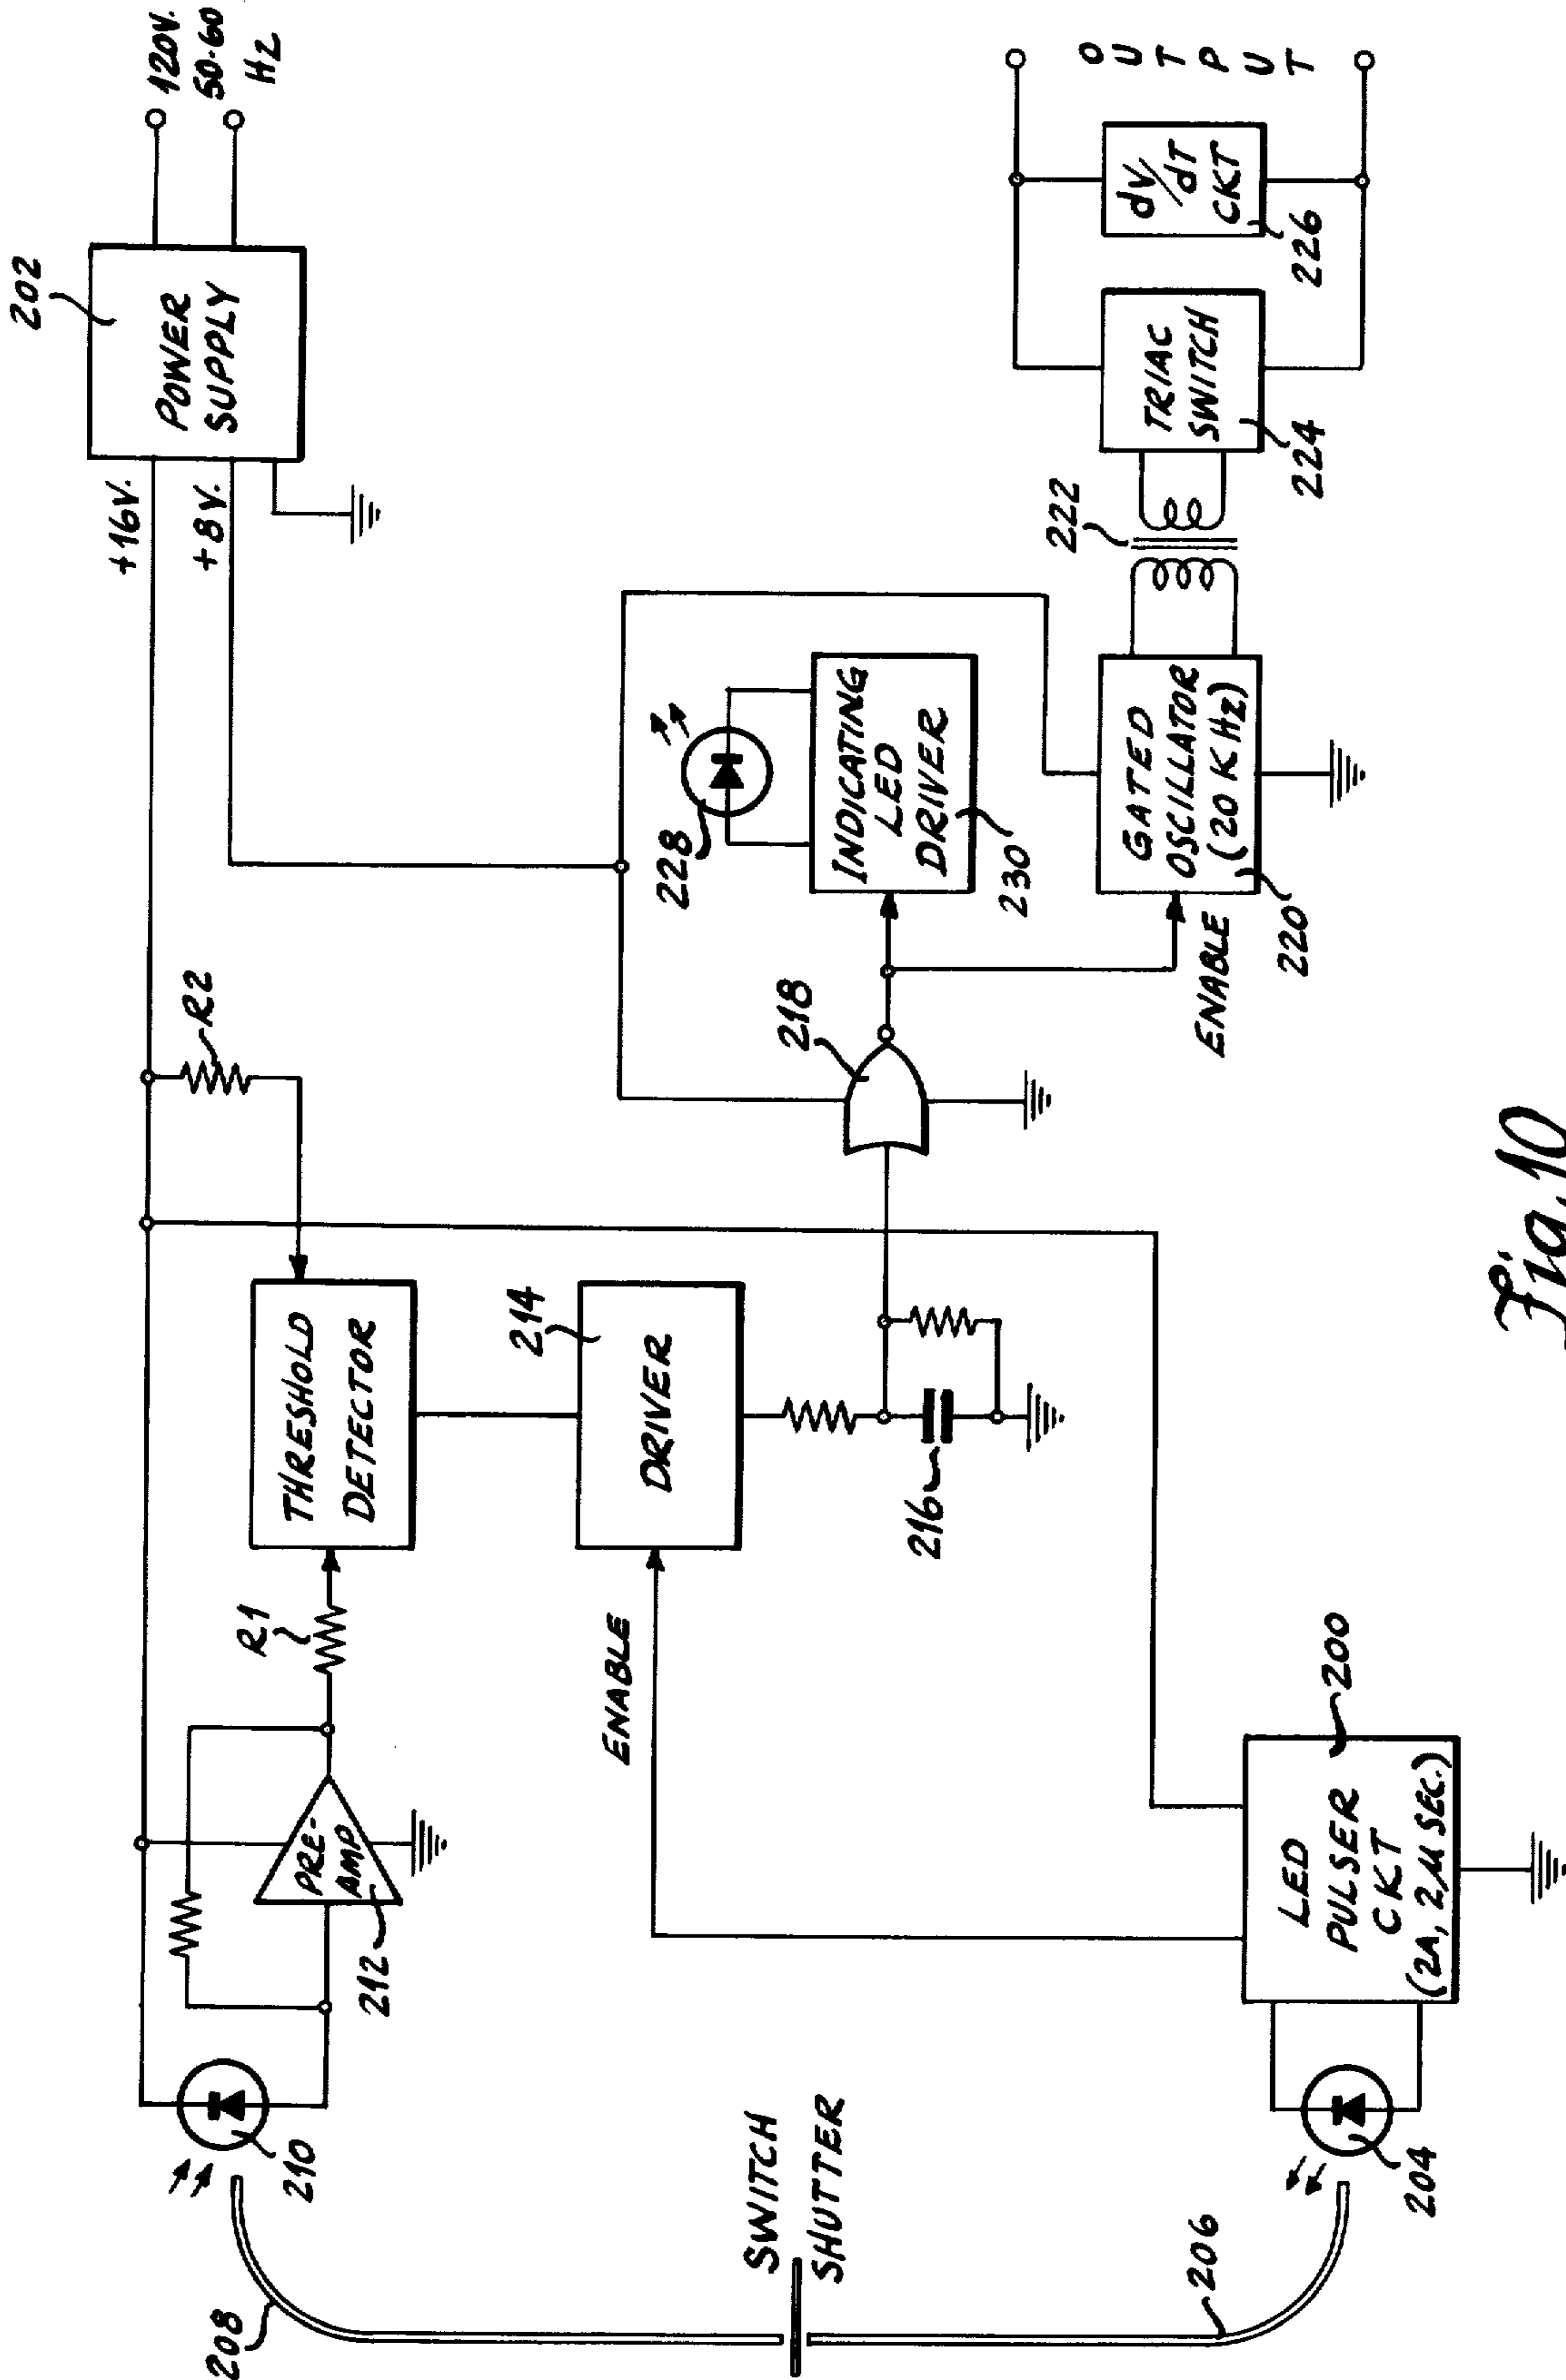 202
POWER
SUPPLY
120V.
50-60
Hz
+16V.
+8V.
R2
R1
THRESHOLD
DETECTOR
PRE-
AMP
212
210
208
214
DRIVER
ENABLE
216
218
228
INDICATING
LED
DRIVER
230
GATED
OSCILLATOR
(20 KHz)
220
ENABLE
222
TRIAC
SWITCH
224
dV/dT
CKT
226
OUTPUT
SWITCH
SHUTTER
206
204
LED
PULSER
CKT
(2A, 2 µ SEC.)
200
Fig. 10